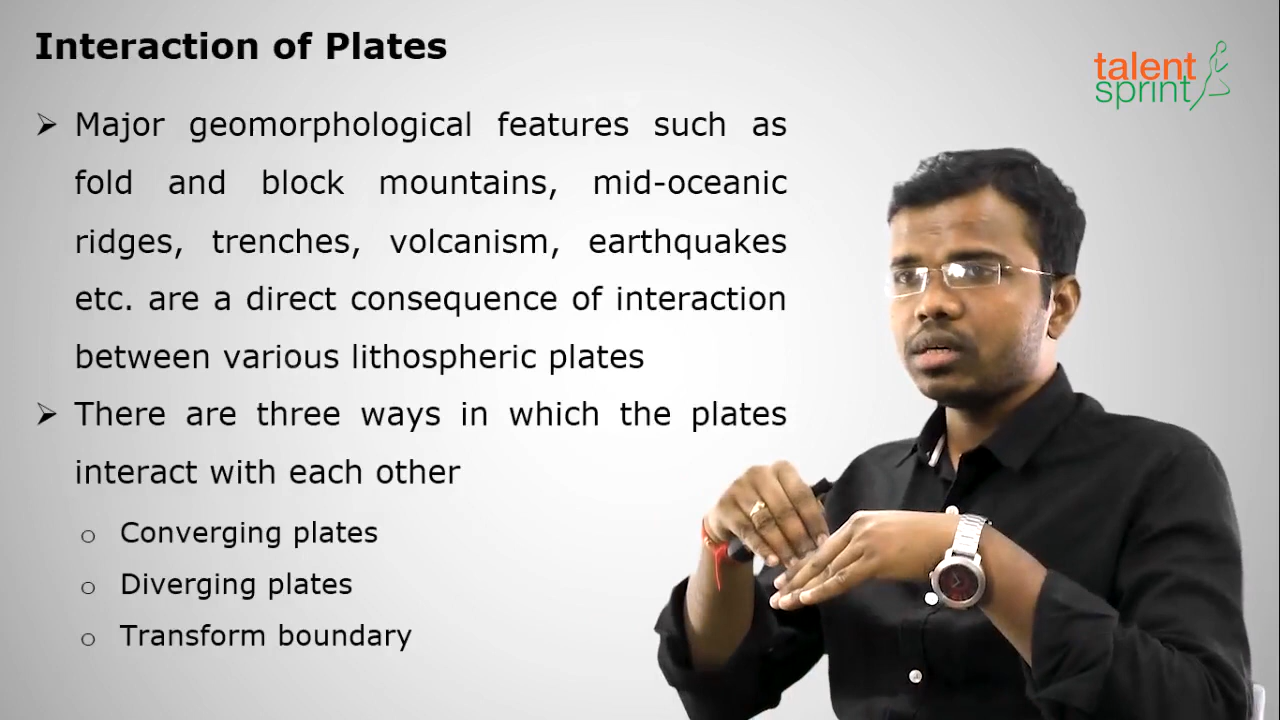 Interaction of Plates
talent
sprint
➢ Major geomorphological features such as
fold and block mountains, mid-oceanic
ridges, trenches, volcanism, earthquakes
etc. are a direct consequence of interaction
between various lithospheric plates
➢ There are three ways in which the plates
interact with each other
o Converging plates
o Diverging plates
o Transform boundary